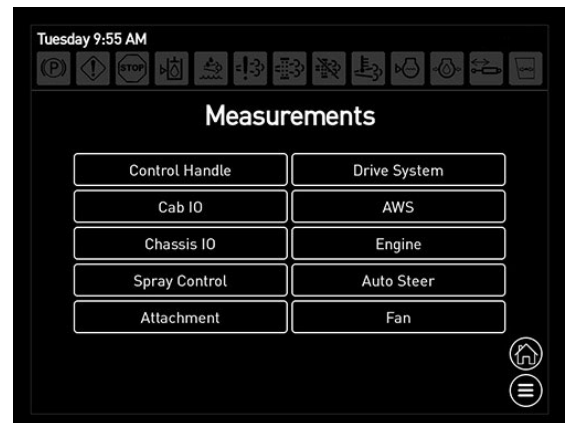 Tuesday 9:55 AM
(P)
STOP
Measurements
Control Handle Drive System
Cab IO AWS
Chassis IO Engine
Spray Control Auto Steer
Attachment Fan